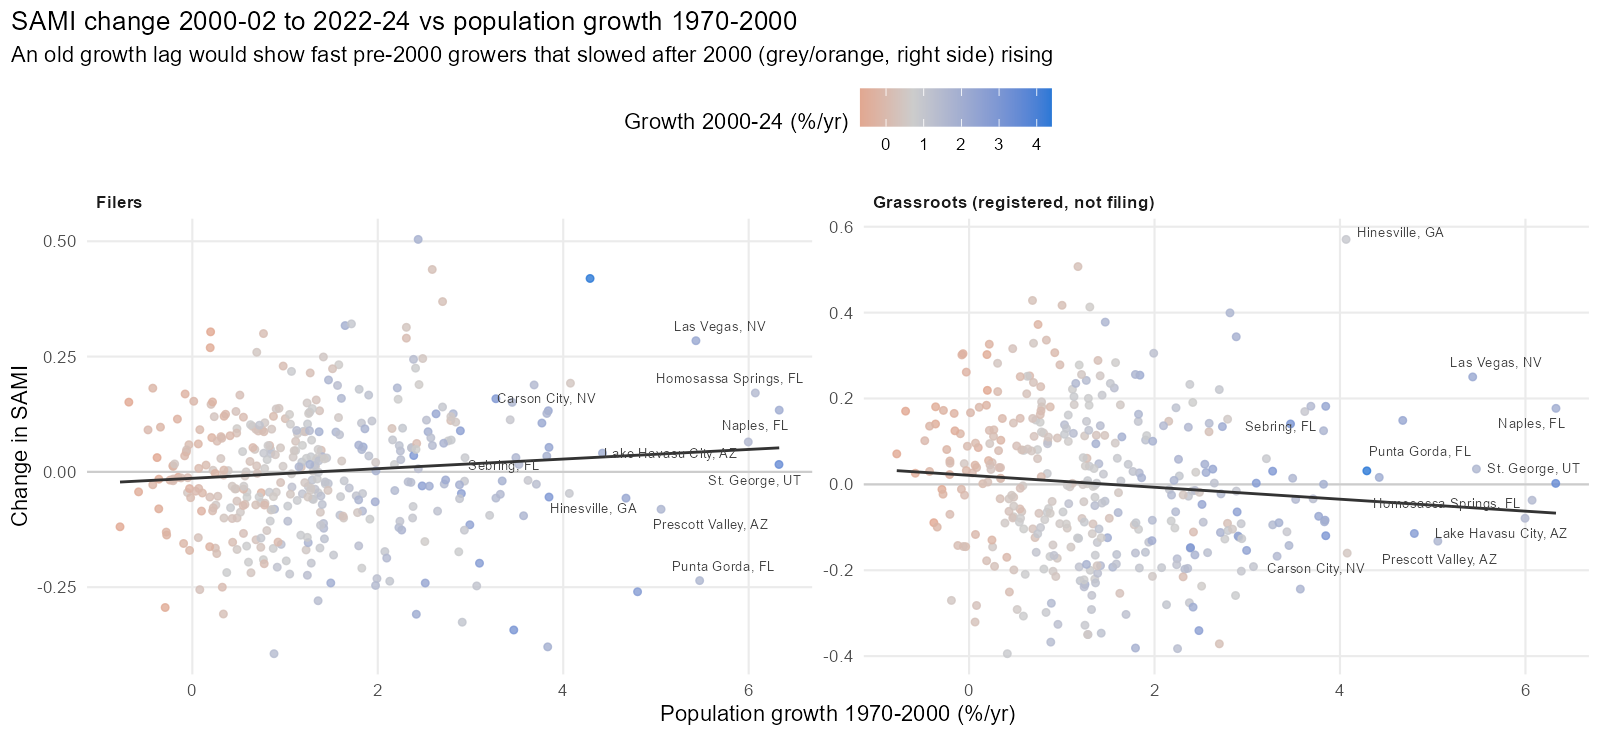 SAMI change 2000-02 to 2022-24 vs population growth 1970-2000
An old growth lag would show fast pre-2000 growers that slowed after 2000 (grey/orange, right side) rising
Growth 2000-24 (%/yr)
0 1 2 3 4
Filers
Change in SAMI
0.50
0.25
0.00
-0.25
Las Vegas, NV
Homosassa Springs, FL
Carson City, NV
Naples, FL
Lake Havasu City, AZ
Sebring, FL
St. George, UT
Hinesville, GA
Prescott Valley, AZ
Punta Gorda, FL
0 2 4 6
Grassroots (registered, not filing)
0.6
0.4
0.2
0.0
-0.2
-0.4
Hinesville, GA
Las Vegas, NV
Sebring, FL
Naples, FL
Punta Gorda, FL
St. George, UT
Homosassa Springs, FL
Lake Havasu City, AZ
Prescott Valley, AZ
Carson City, NV
0 2 4 6
Population growth 1970-2000 (%/yr)